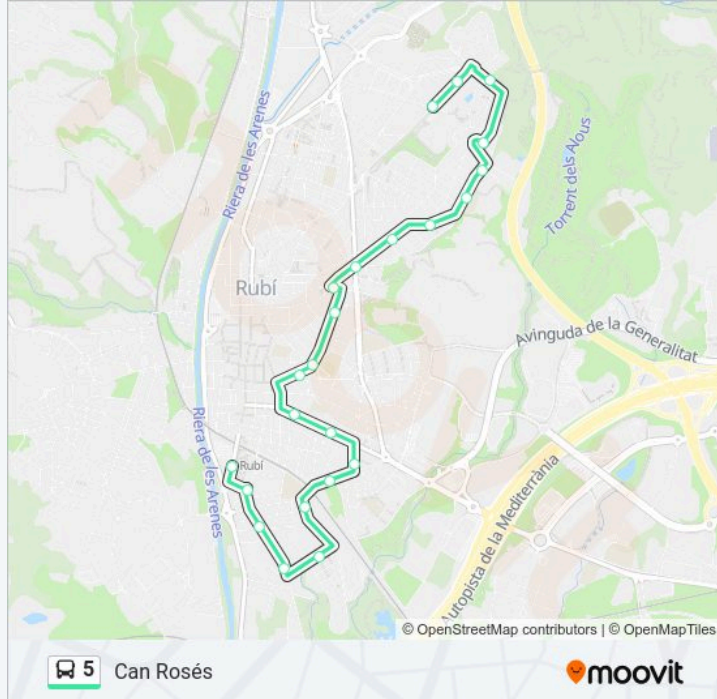 Riera de les Arenes
Torrent dels Alous
Rubí
Avinguda de la Generalitat
Riera de les Arenes
Rubí
Autopista de la Mediterrània
© OpenStreetMap contributors | © OpenMapTiles
5 Can Rosés
moovit